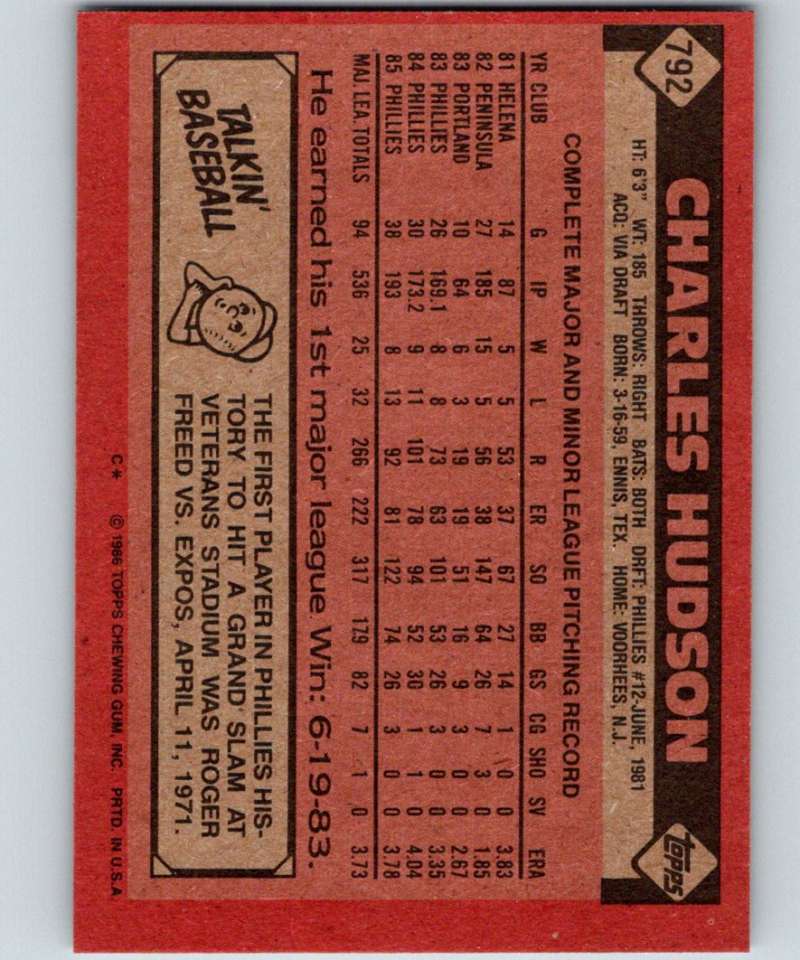 792
CHARLES HUDSON
topps
HT: 6'3" WT: 185 THROWS: RIGHT BATS: BOTH DRFT: PHILLIES #12-JUNE, 1981
ACQ: VIA DRAFT BORN: 3-16-59, ENNIS, TEX. HOME: VOORHEES, N.J.
COMPLETE MAJOR AND MINOR LEAGUE PITCHING RECORD
YR CLUB G IP W L R ER SO BB GS CG SHO SV ERA
81 HELENA 14 87 5 5 53 37 67 27 14 1 0 0 3.83
82 PENINSULA 27 185 15 5 56 38 147 64 26 7 3 0 1.85
83 PORTLAND 10 64 6 3 19 19 51 16 9 3 0 0 2.67
83 PHILLIES 26 169.1 8 8 73 63 101 53 26 3 0 0 3.35
84 PHILLIES 30 173.2 9 11 101 78 94 52 30 1 1 0 4.04
85 PHILLIES 38 193 8 13 92 81 122 74 26 3 0 0 3.78
MAJ. LEA. TOTALS 94 536 25 32 266 222 317 179 82 7 1 0 3.73
He earned his 1st major league Win: 6-19-83.
TALKIN'
BASEBALL
THE FIRST PLAYER IN PHILLIES HIS-
TORY TO HIT A GRAND SLAM AT
VETERANS STADIUM WAS ROGER
FREED VS. EXPOS, APRIL 11, 1971.
C* © 1986 TOPPS CHEWING GUM, INC. PRTD. IN U.S.A.